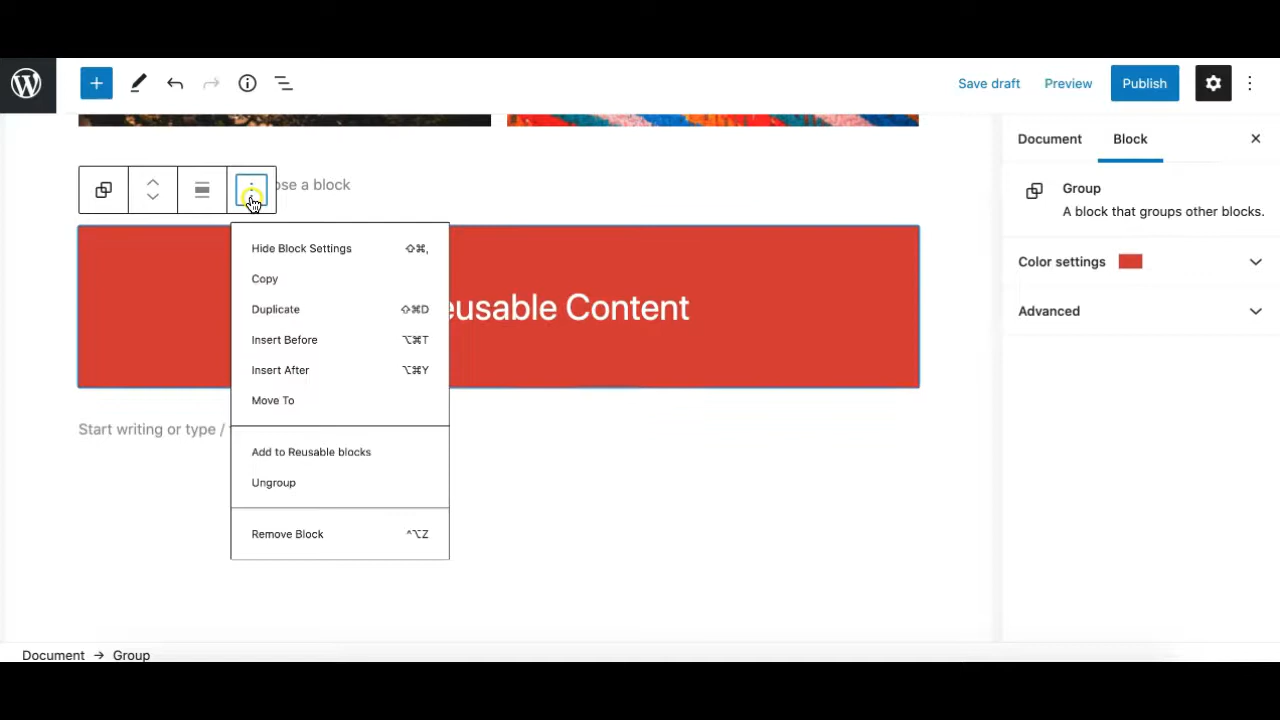 Save draft
Preview
Publish
Document
Block
ose a block
Group
A block that groups other blocks.
Hide Block Settings ⇧⌘,
Color settings
Copy
Duplicate ⇧⌘D
eusable Content
Advanced
Insert Before ⌥⌘T
Insert After ⌥⌘Y
Move To
Start writing or type /
Add to Reusable blocks
Ungroup
Remove Block ^⌥Z
Document → Group